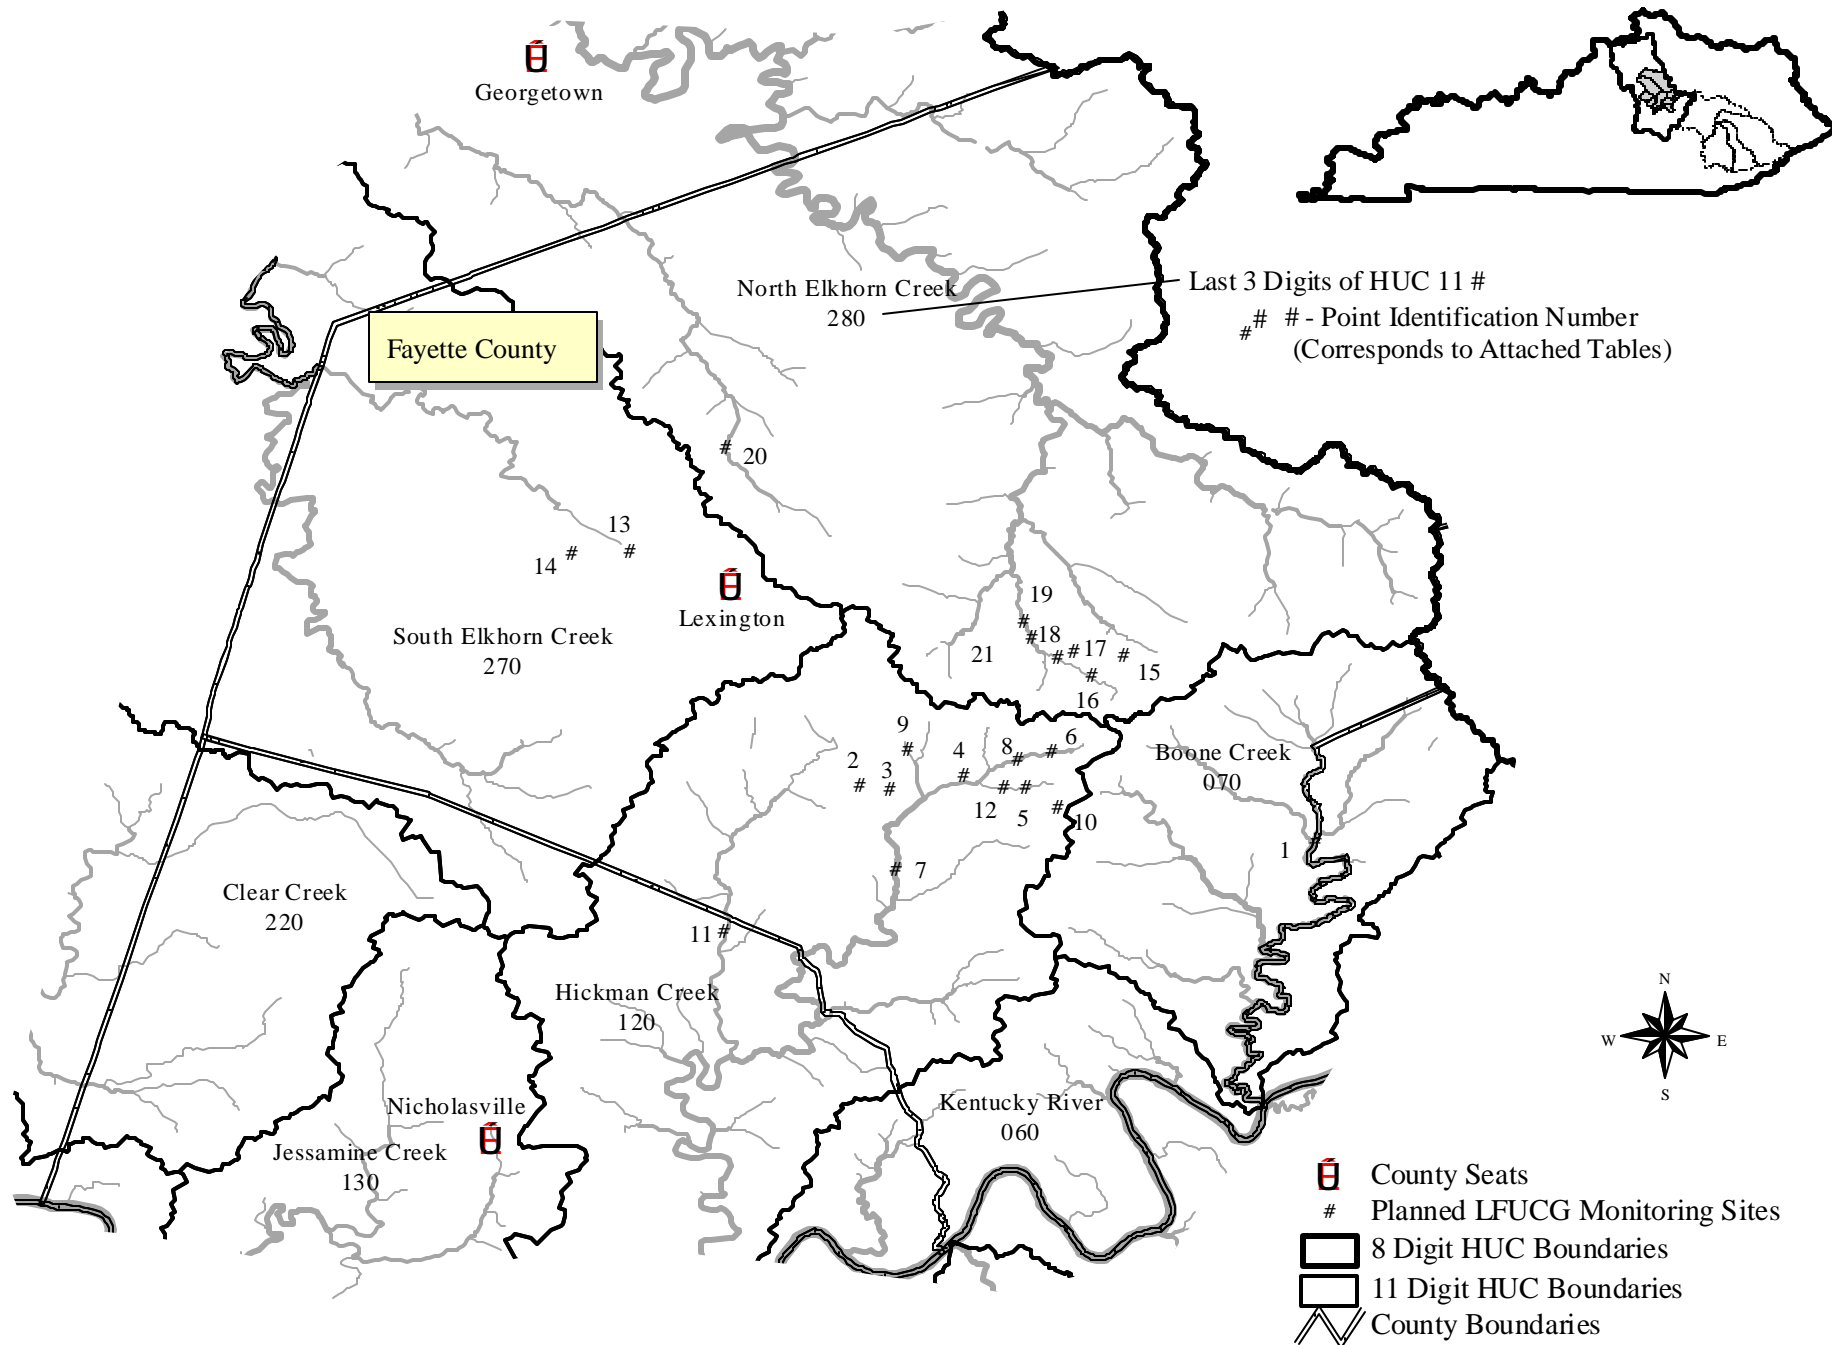 Georgetown
North Elkhorn Creek
280
Last 3 Digits of HUC 11 #
# # # - Point Identification Number
(Corresponds to Attached Tables)
Fayette County
# 20
13
14 # #
Lexington
South Elkhorn Creek
270
19
#
# 18
# # 17 #
21
# 15
16
9
#
2
#
3
#
4
#
8
#
6
#
12
#
5
#
10
#
Boone Creek
070
1
#
# 7
Clear Creek
220
11 #
Hickman Creek
120
N
W E
S
Nicholasville
Kentucky River
060
Jessamine Creek
130
County Seats
# Planned LFUCG Monitoring Sites
8 Digit HUC Boundaries
11 Digit HUC Boundaries
County Boundaries